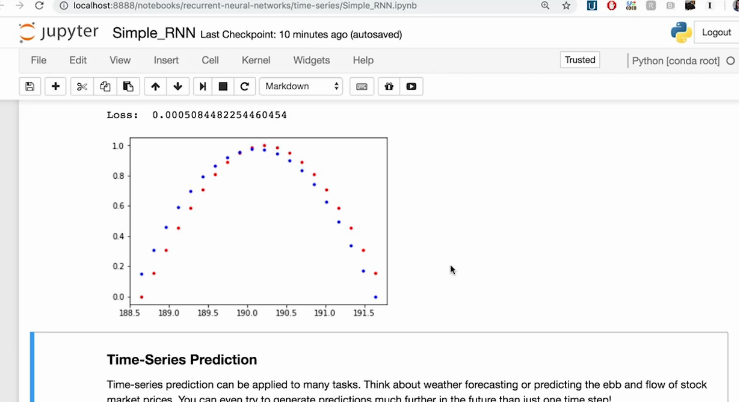 localhost:8888/notebooks/recurrent-neural-networks/time-series/Simple_RNN.ipynb
jupyter Simple_RNN Last Checkpoint: 10 minutes ago (autosaved) Logout
File Edit View Insert Cell Kernel Widgets Help Trusted Python [conda root]
Markdown
Loss: 0.0005084482254460454
1.0
0.8
0.6
0.4
0.2
0.0
188.5 189.0 189.5 190.0 190.5 191.0 191.5
Time-Series Prediction
Time-series prediction can be applied to many tasks. Think about weather forecasting or predicting the ebb and flow of stock
market prices. You can even try to generate predictions much further in the future than just one time step!